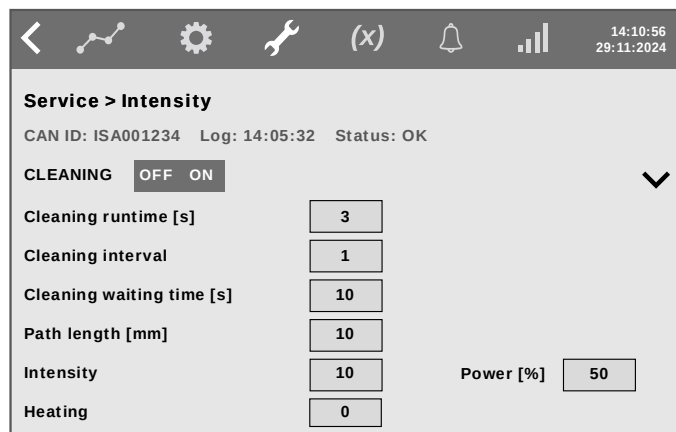 (x)
14:10:56
29:11:2024
Service > Intensity
CAN ID: ISA001234 Log: 14:05:32 Status: OK
CLEANING OFF ON
Cleaning runtime [s] 3
Cleaning interval 1
Cleaning waiting time [s] 10
Path length [mm] 10
Intensity 10 Power [%] 50
Heating 0